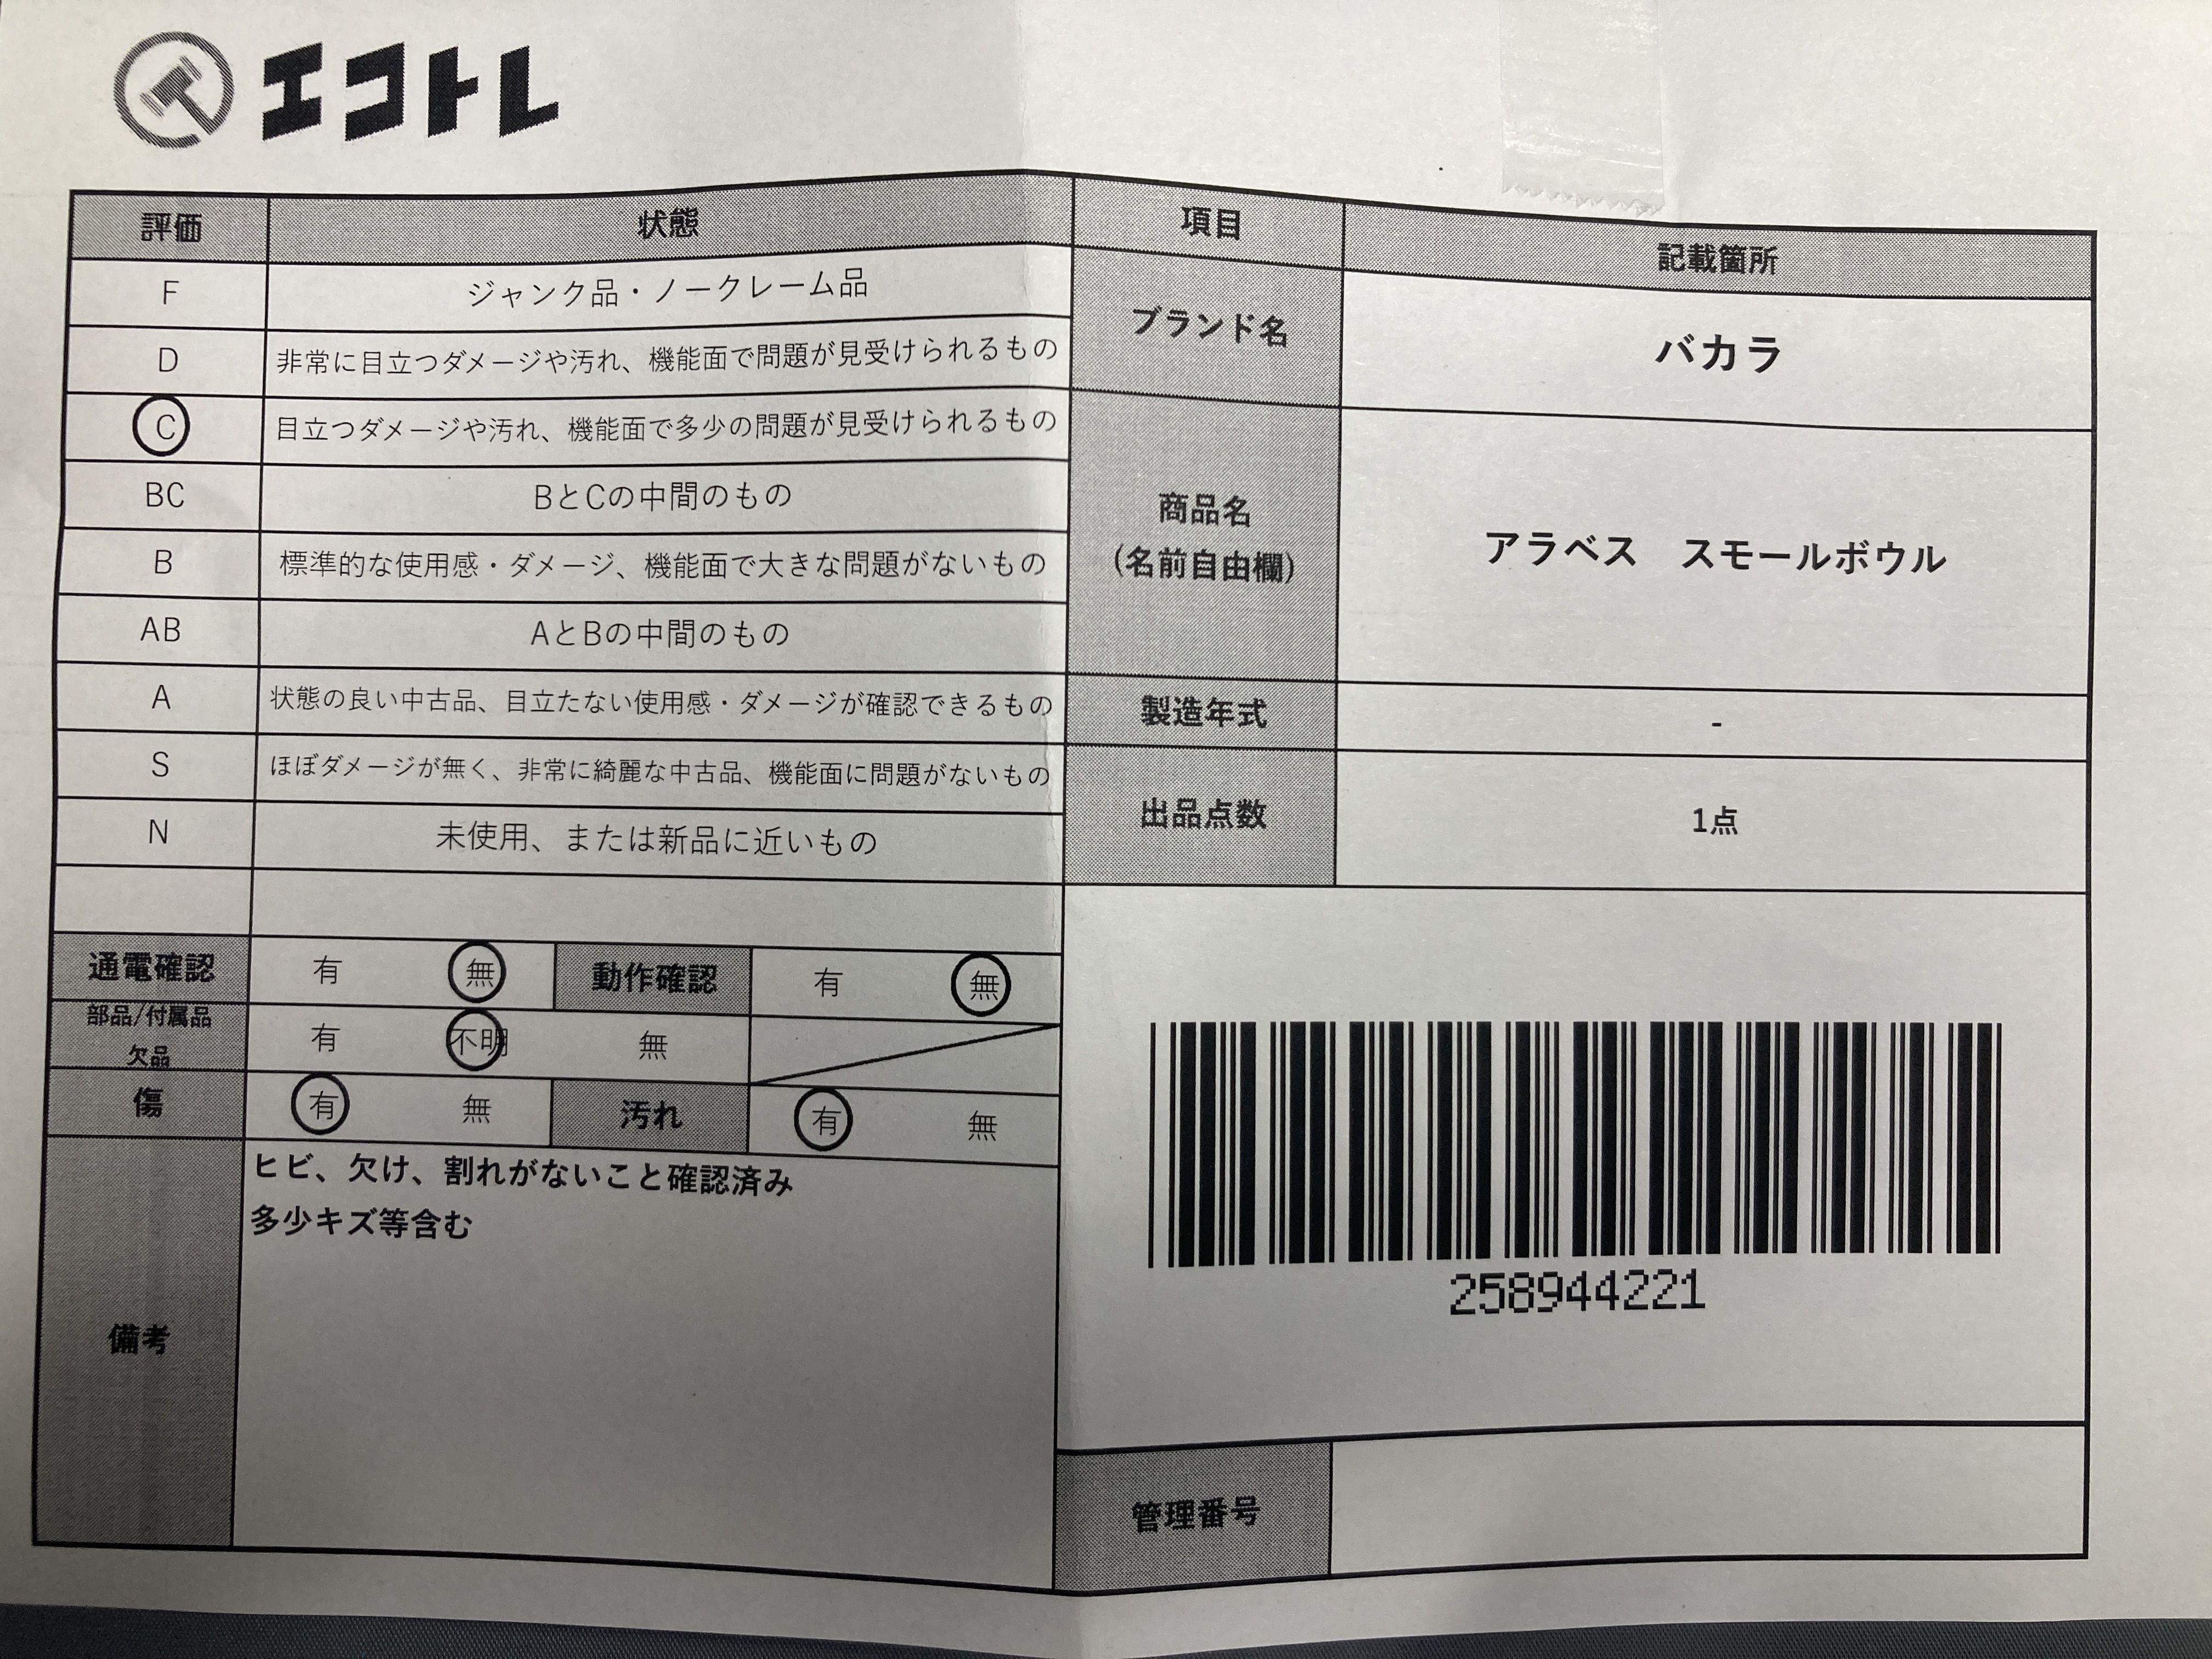 エコトレ
評価 状態
F ジャンク品・ノークレーム品
D 非常に目立つダメージや汚れ、機能面で問題が見受けられるもの
C 目立つダメージや汚れ、機能面で多少の問題が見受けられるもの
BC BとCの中間のもの
B 標準的な使用感・ダメージ、機能面で大きな問題がないもの
AB AとBの中間のもの
A 状態の良い中古品、目立たない使用感・ダメージが確認できるもの
S ほぼダメージが無く、非常に綺麗な中古品、機能面に問題がないもの
N 未使用、または新品に近いもの
通電確認 有 無 動作確認 有 無
部品/付属品
欠品 有 不明 無
傷 有 無 汚れ 有 無
備考
ヒビ、欠け、割れがないこと確認済み
多少キズ等含む
項目 記載箇所
ブランド名 バカラ
商品名
(名前自由欄) アラベス スモールボウル
製造年式 -
出品点数 1点
258944221
管理番号